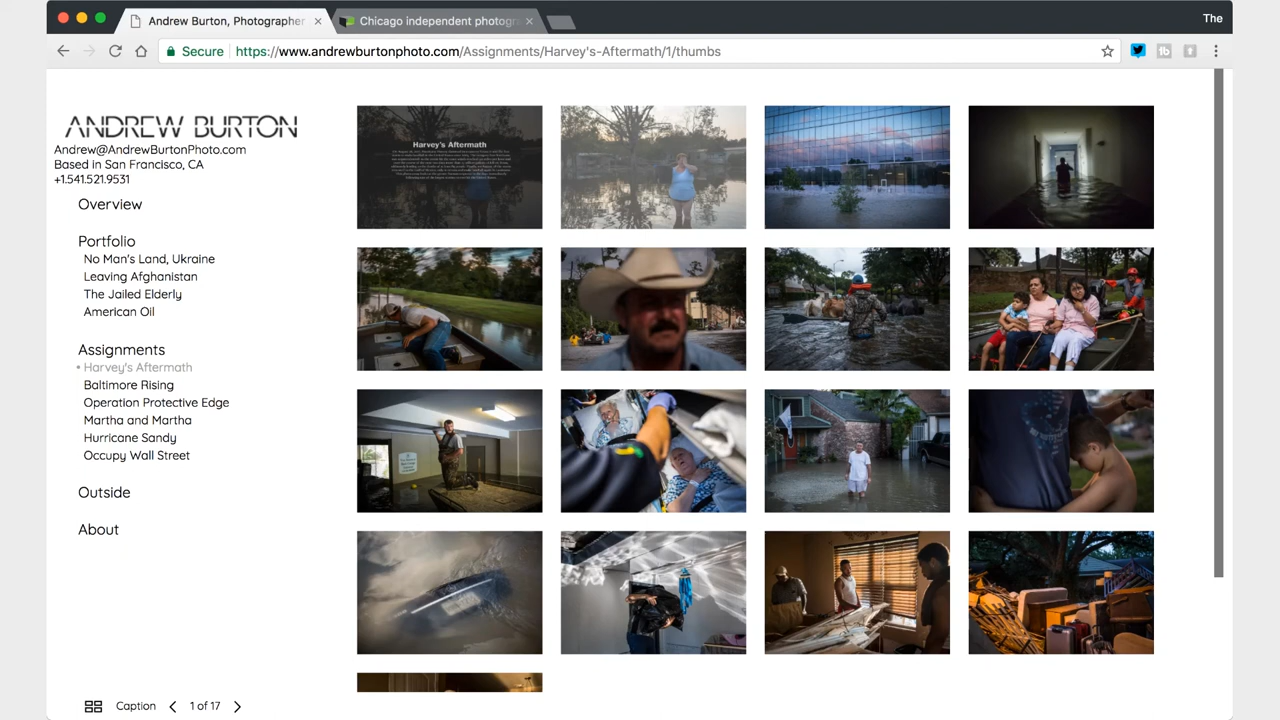 Andrew Burton, Photographer
Chicago independent photogra
The
Secure
https://www.andrewburtonphoto.com/Assignments/Harvey's-Aftermath/1/thumbs
ANDREW BURTON
Andrew@AndrewBurtonPhoto.com
Based in San Francisco, CA
+1.541.521.9531
Overview
Portfolio
No Man's Land, Ukraine
Leaving Afghanistan
The Jailed Elderly
American Oil
Assignments
• Harvey's Aftermath
Baltimore Rising
Operation Protective Edge
Martha and Martha
Hurricane Sandy
Occupy Wall Street
Outside
About
Harvey's Aftermath
Caption
1 of 17